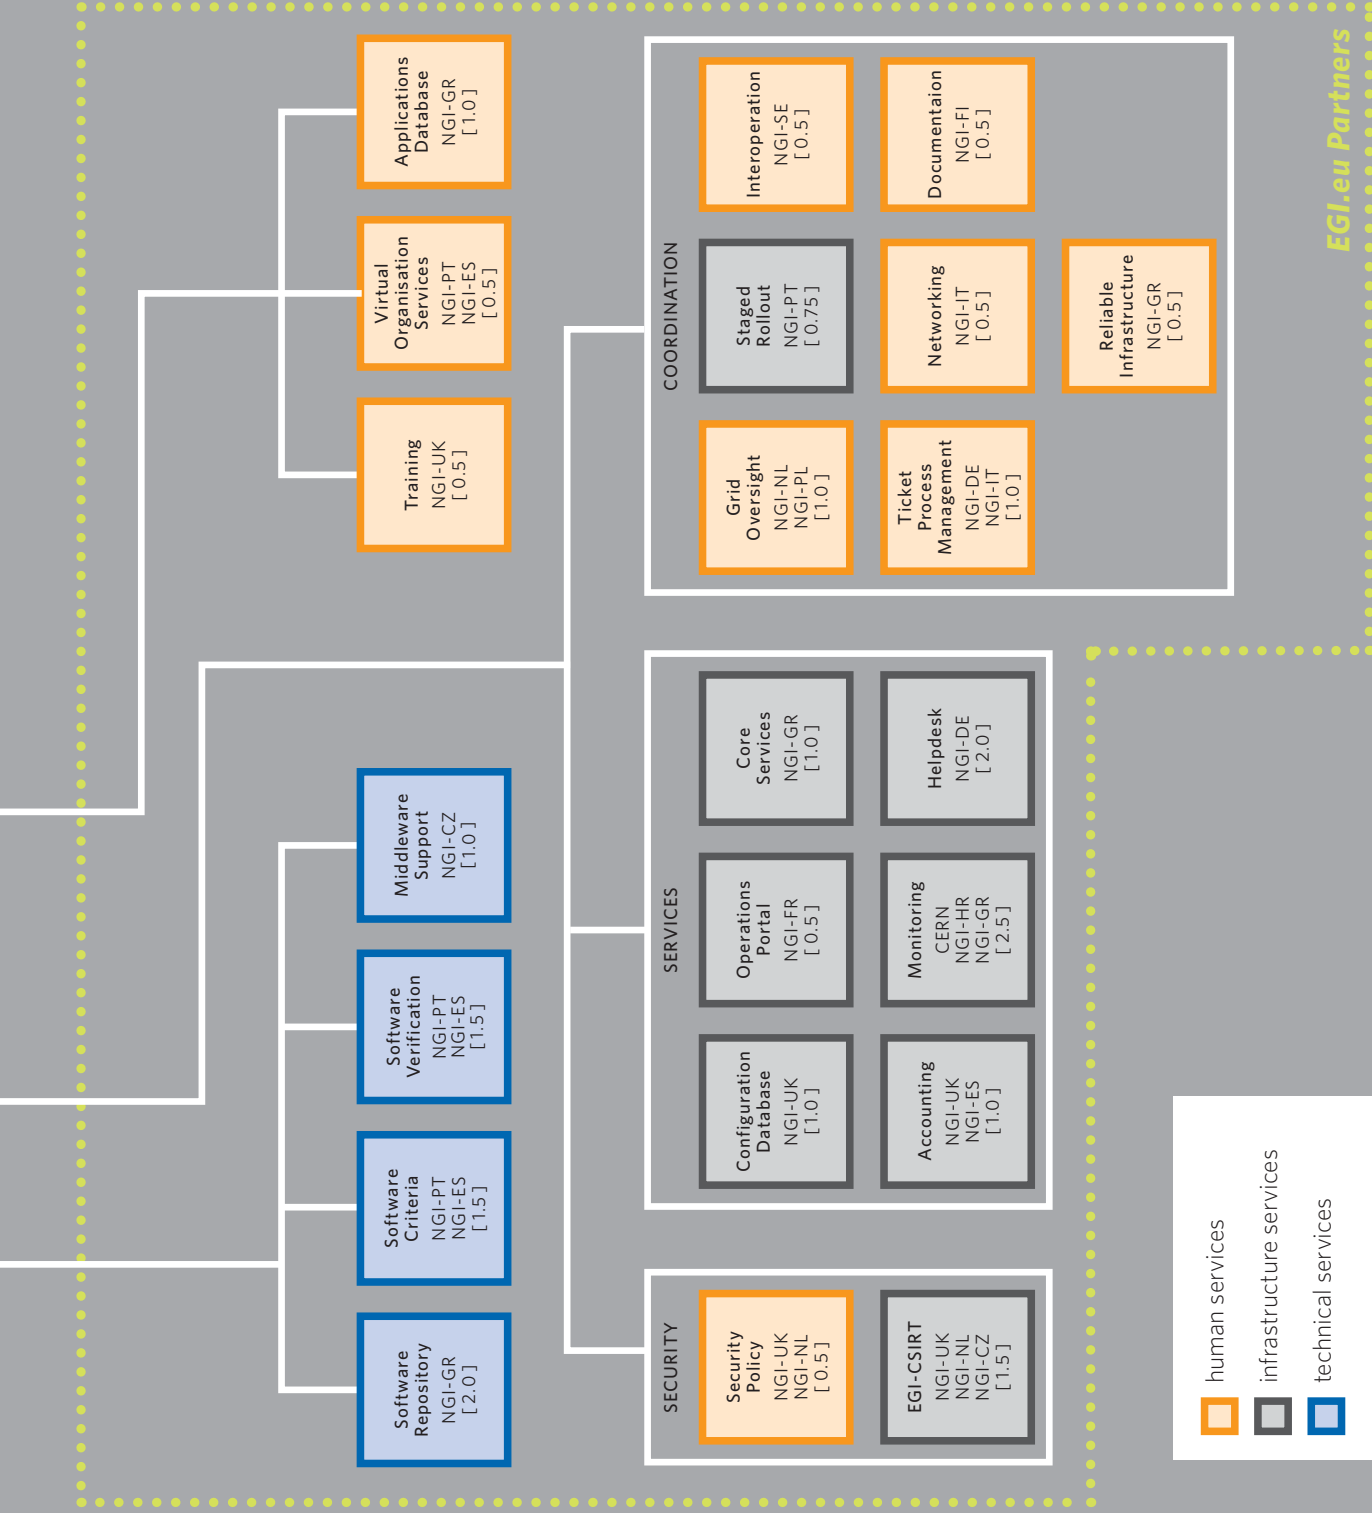 Software
Repository
NGI-GR
[ 2.0 ]
Software
Criteria
NGI-PT
NGI-ES
[ 1.5 ]
Software
Verification
NGI-PT
NGI-ES
[ 1.5 ]
Middleware
Support
NGI-CZ
[ 1.0 ]
Training
NGI-UK
[ 0.5 ]
Virtual
Organisation
Services
NGI-PT
NGI-ES
[ 0.5 ]
Applications
Database
NGI-GR
[ 1.0 ]
SECURITY
Security
Policy
NGI-UK
NGI-NL
[ 0.5 ]
EGI-CSIRT
NGI-UK
NGI-NL
NGI-CZ
[ 1.5 ]
SERVICES
Configuration
Database
NGI-UK
[ 1.0 ]
Operations
Portal
NGI-FR
[ 0.5 ]
Core
Services
NGI-GR
[ 1.0 ]
Accounting
NGI-UK
NGI-ES
[ 1.0 ]
Monitoring
CERN
NGI-HR
NGI-GR
[ 2.5 ]
Helpdesk
NGI-DE
[ 2.0 ]
COORDINATION
Grid
Oversight
NGI-NL
NGI-PL
[ 1.0 ]
Staged
Rollout
NGI-PT
[ 0.75 ]
Interoperation
NGI-SE
[ 0.5 ]
Ticket
Process
Management
NGI-DE
NGI-IT
[ 1.0 ]
Networking
NGI-IT
[ 0.5 ]
Documentaion
NGI-FI
[ 0.5 ]
Reliable
Infrastructure
NGI-GR
[ 0.5 ]
human services
infrastructure services
technical services
EGI.eu Partners